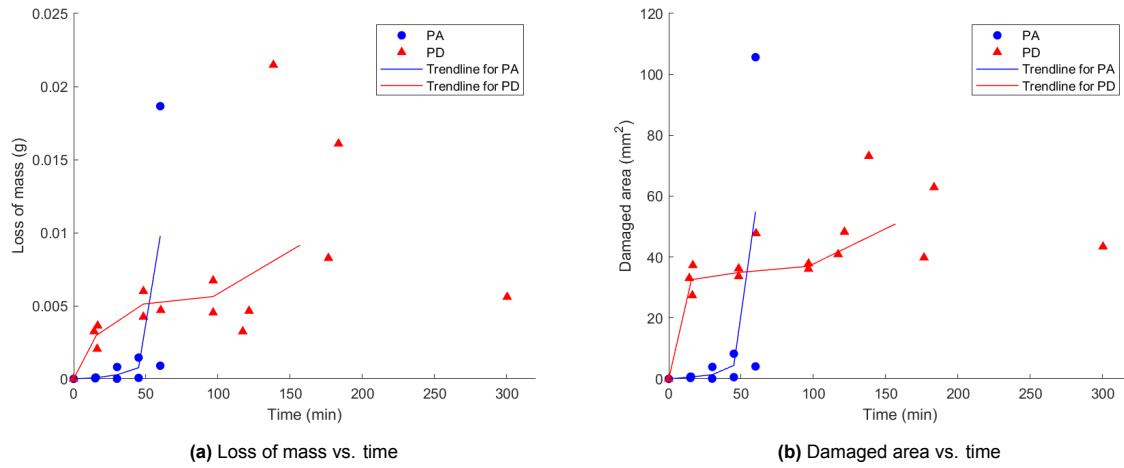 0.025
0.02
0.015
0.01
0.005
0
Loss of mass (g)
PA
PD
Trendline for PA
Trendline for PD
0 50 100 150 200 250 300
Time (min)
(a) Loss of mass vs. time
120
100
80
60
40
20
0
Damaged area (mm²)
PA
PD
Trendline for PA
Trendline for PD
0 50 100 150 200 250 300
Time (min)
(b) Damaged area vs. time